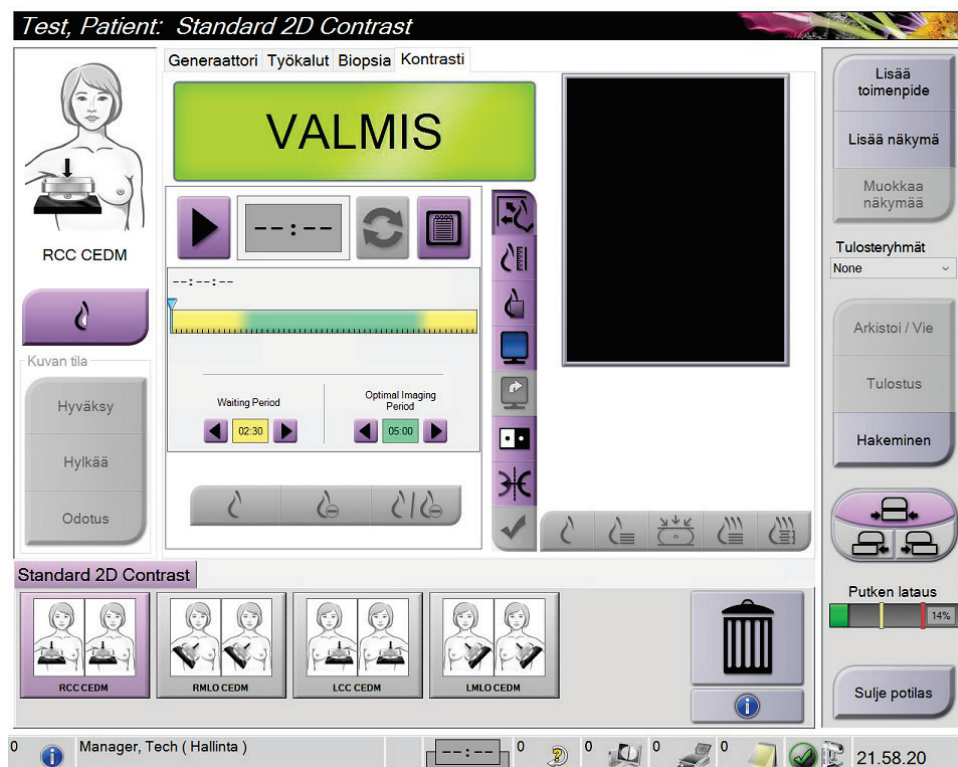 Test, Patient: Standard 2D Contrast
Generaattori Työkalut Biopsia Kontrasti
VALMIS
--:--
--:--:--
Waiting Period
Optimal Imaging
Period
02:30
05:00
RCC CEDM
Kuvan tila
Hyväksy
Hylkää
Odotus
Lisää
toimenpide
Lisää näkymä
Muokkaa
näkymää
Tulosteryhmät
None
Arkistoi / Vie
Tulostus
Hakeminen
Putken lataus
14%
Sulje potilas
Standard 2D Contrast
RCC CEDM
RMLO CEDM
LCC CEDM
LMLO CEDM
0 Manager, Tech ( Hallinta ) --:-- 0 0 0 0 21.58.20